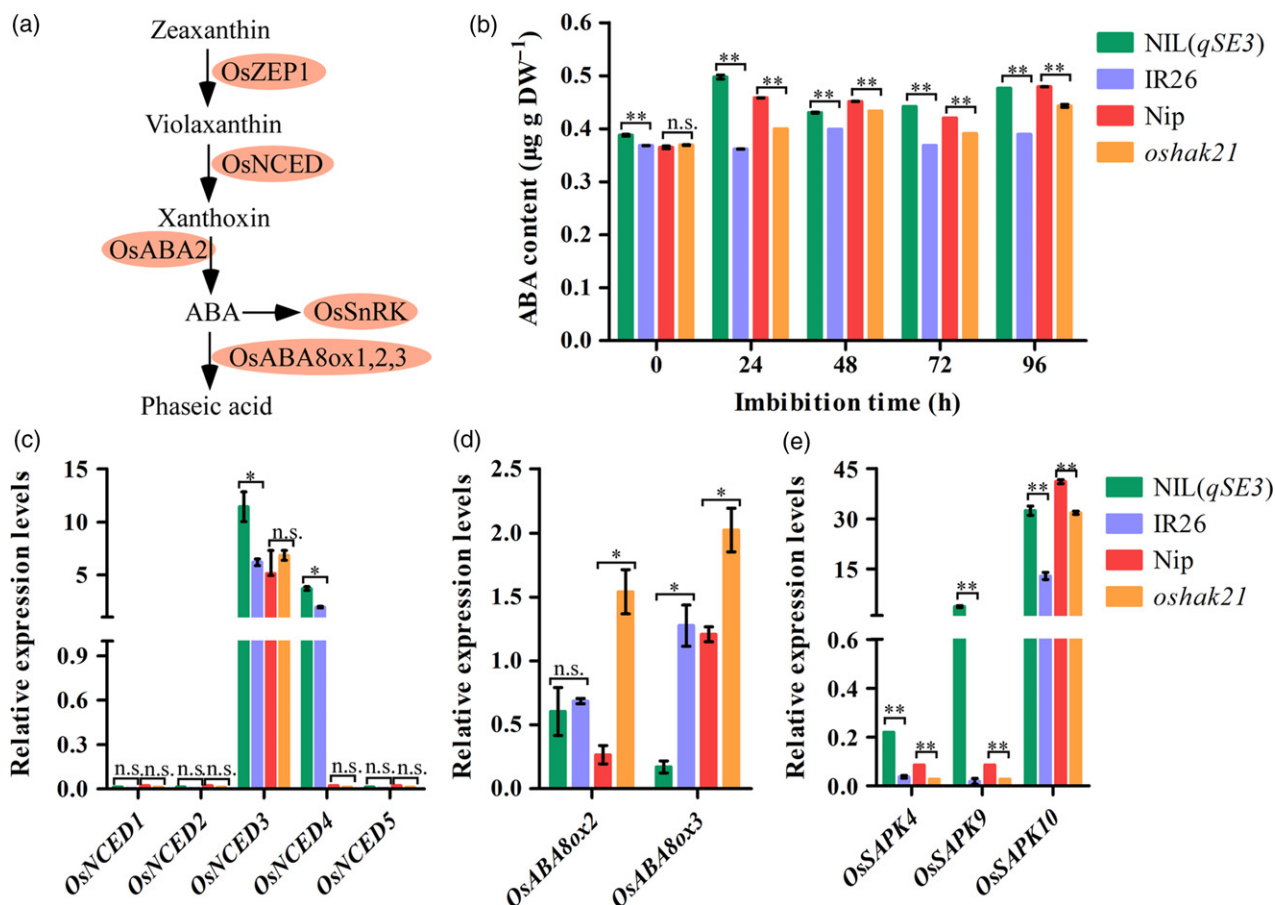 (a)
Zeaxanthin
OsZEP1
Violaxanthin
OsNCED
Xanthoxin
OsABA2
ABA
OsSnRK
OsABA8ox1,2,3
Phaseic acid
(b)
ABA content (µg g DW⁻¹)
0.6
0.5
0.4
0.3
0.2
0.1
0.0
** n.s.
** **
** **
** **
** **
0 24 48 72 96
Imbibition time (h)
NIL(qSE3)
IR26
Nip
oshak21
(c)
Relative expression levels
15
10
5
0.9
0.6
0.3
0.0
n.s. n.s.
n.s. n.s.
* n.s.
* n.s.
n.s. n.s.
OsNCED1
OsNCED2
OsNCED3
OsNCED4
OsNCED5
(d)
Relative expression levels
2.5
2.0
1.5
1.0
0.5
0.0
n.s. *
* *
OsABA8ox2
OsABA8ox3
(e)
Relative expression levels
45
30
15
0.6
0.4
0.2
0.0
** **
** **
** **
OsSAPK4
OsSAPK9
OsSAPK10
NIL(qSE3)
IR26
Nip
oshak21